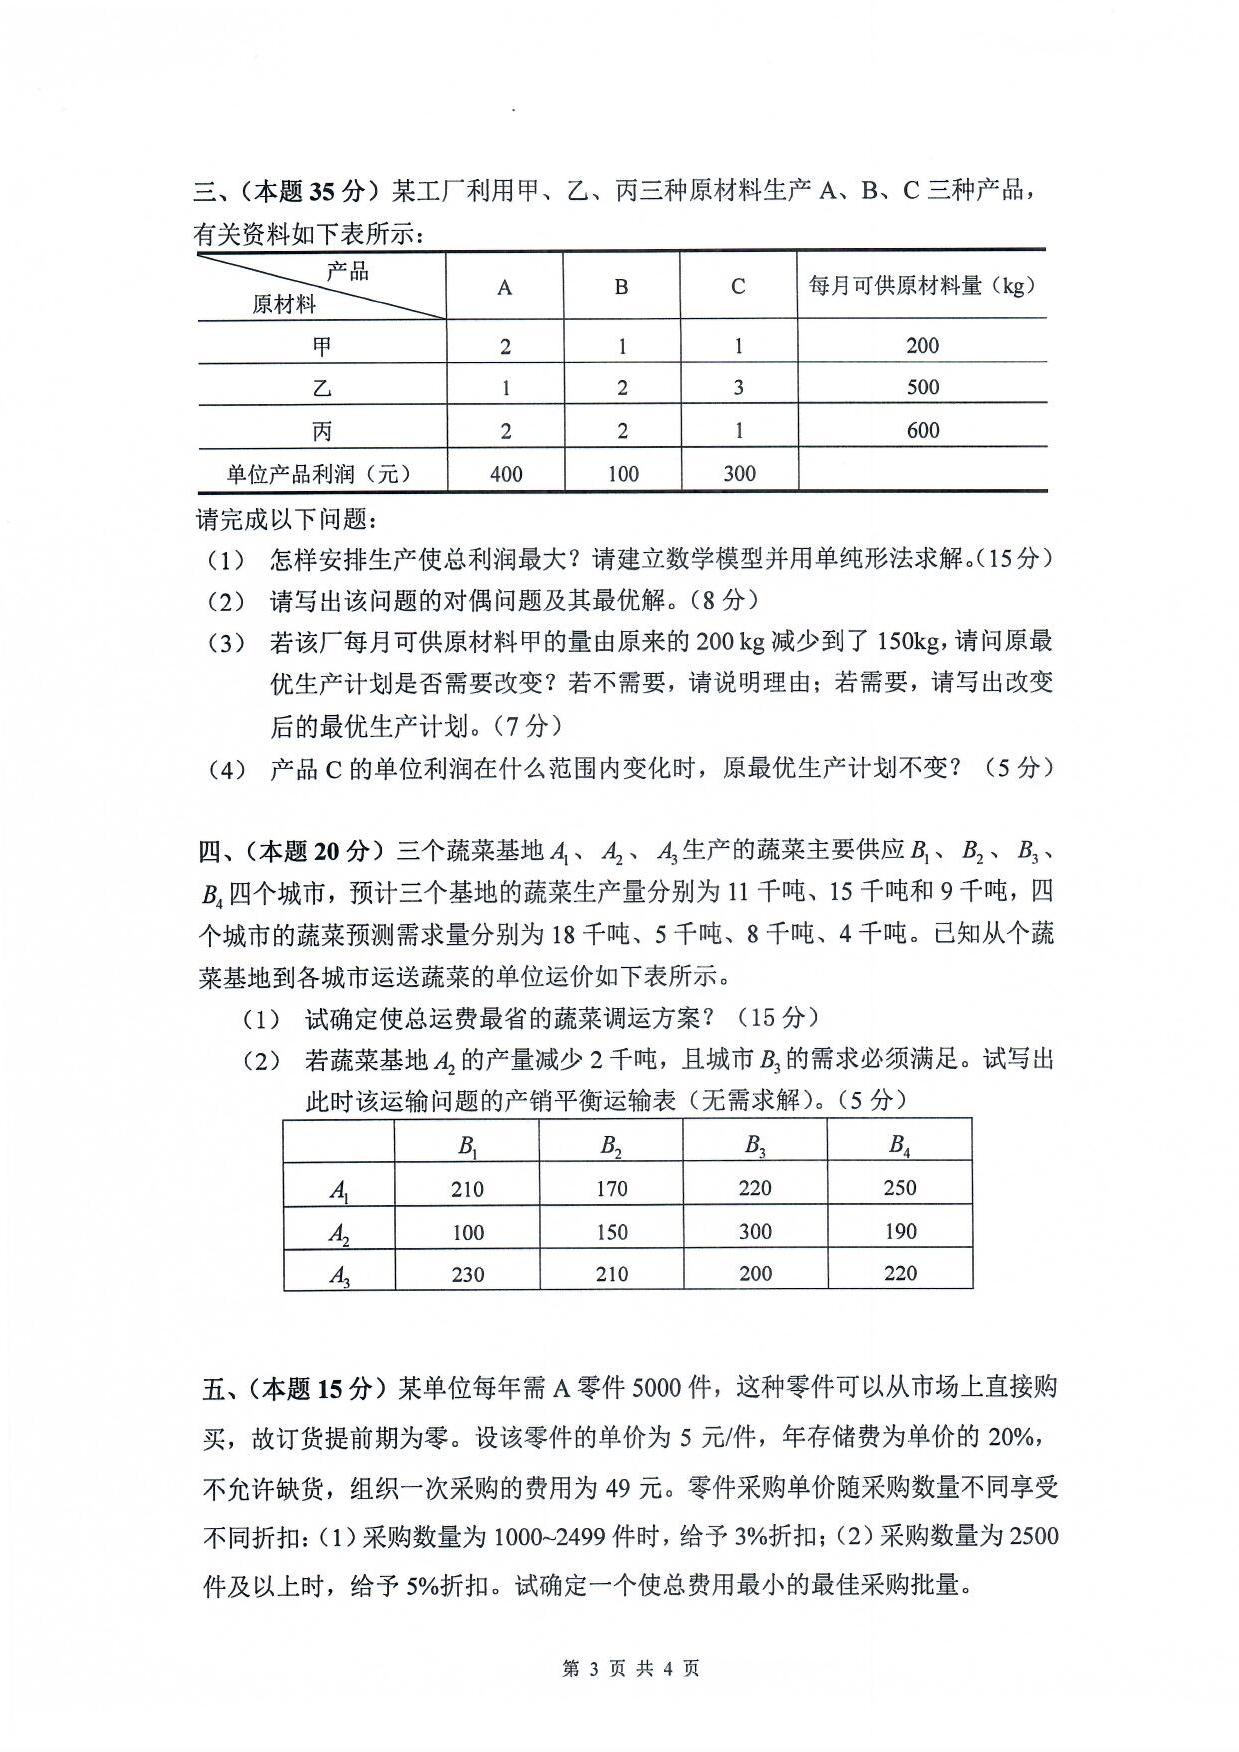 三、（本题 35 分）某工厂利用甲、乙、丙三种原材料生产 A、B、C 三种产品，
有关资料如下表所示：
产品
原材料 A B C 每月可供原材料量（kg）
甲 2 1 1 200
乙 1 2 3 500
丙 2 2 1 600
单位产品利润（元） 400 100 300
请完成以下问题：
（1） 怎样安排生产使总利润最大？请建立数学模型并用单纯形法求解。（15 分）
（2） 请写出该问题的对偶问题及其最优解。（8 分）
（3） 若该厂每月可供原材料甲的量由原来的 200 kg 减少到了 150kg，请问原最
优生产计划是否需要改变？若不需要，请说明理由；若需要，请写出改变
后的最优生产计划。（7 分）
（4） 产品 C 的单位利润在什么范围内变化时，原最优生产计划不变？（5 分）
四、（本题 20 分）三个蔬菜基地 A₁、 A₂、 A₃ 生产的蔬菜主要供应 B₁、 B₂、 B₃、
B₄ 四个城市，预计三个基地的蔬菜生产量分别为 11 千吨、15 千吨和 9 千吨，四
个城市的蔬菜预测需求量分别为 18 千吨、5 千吨、8 千吨、4 千吨。已知从个蔬
菜基地到各城市运送蔬菜的单位运价如下表所示。
（1） 试确定使总运费最省的蔬菜调运方案？（15 分）
（2） 若蔬菜基地 A₂ 的产量减少 2 千吨，且城市 B₃ 的需求必须满足。试写出
此时该运输问题的产销平衡运输表（无需求解）。（5 分）
B₁ B₂ B₃ B₄
A₁ 210 170 220 250
A₂ 100 150 300 190
A₃ 230 210 200 220
五、（本题 15 分）某单位每年需 A 零件 5000 件，这种零件可以从市场上直接购
买，故订货提前期为零。设该零件的单价为 5 元/件，年存储费为单价的 20%，
不允许缺货，组织一次采购的费用为 49 元。零件采购单价随采购数量不同享受
不同折扣：（1）采购数量为 1000~2499 件时，给予 3%折扣；（2）采购数量为 2500
件及以上时，给予 5%折扣。试确定一个使总费用最小的最佳采购批量。
第 3 页 共 4 页